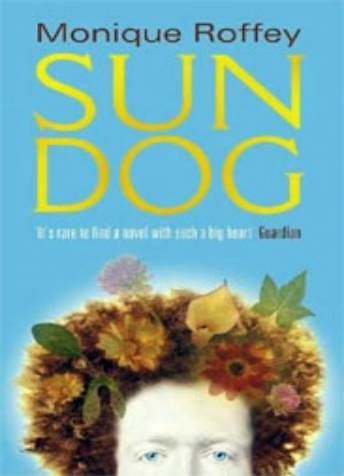 Monique Roffey
SUN
DOG
'It's rare to find a novel with such a big heart' Guardian